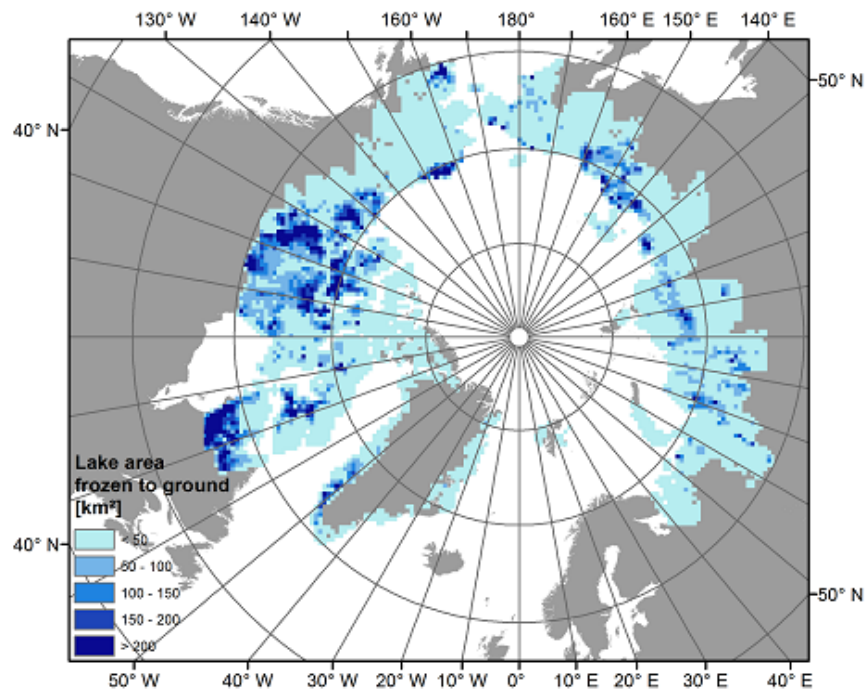 130° W 140° W 160° W 180° 160° E 150° E 140° E
50° N
40° N
Lake area
frozen to ground
[km²]
< 50
50 - 100
100 - 150
150 - 200
> 200
40° N
50° N
50° W 40° W 30° W 20° W 10° W 0° 10° E 20° E 30° E 40° E